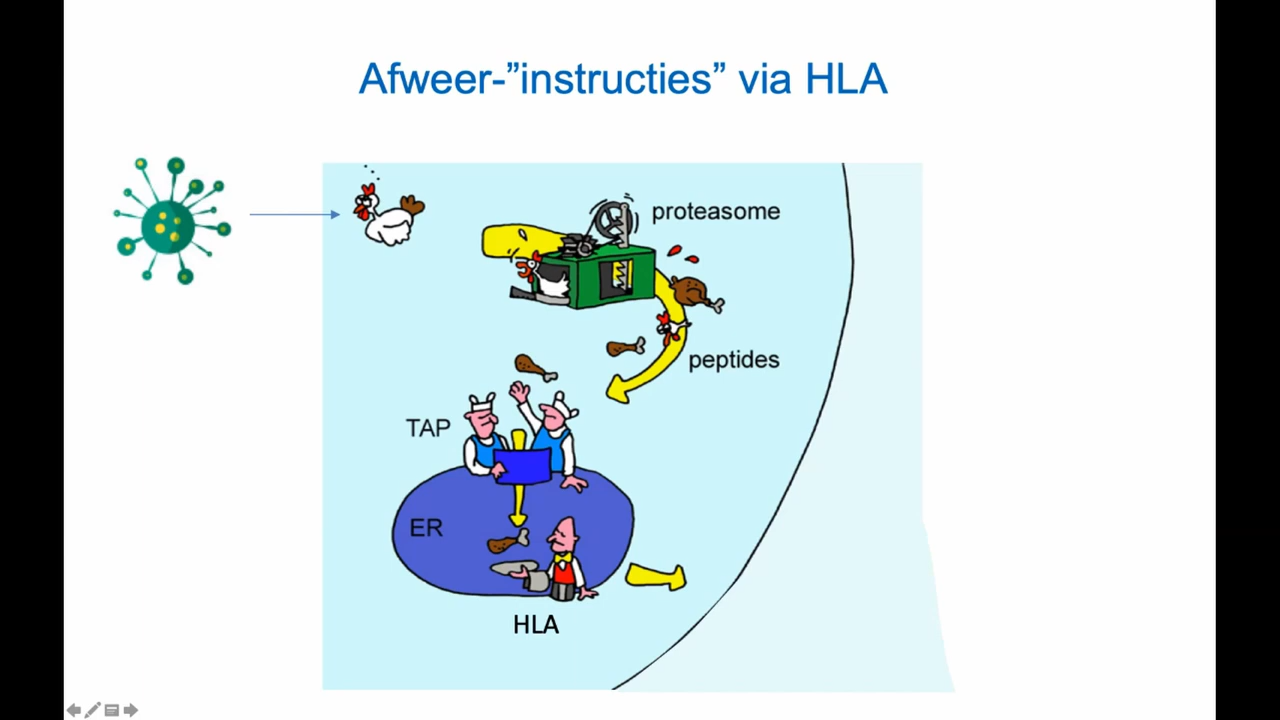 Afweer-”instructies” via HLA
proteasome
peptides
TAP
ER
HLA